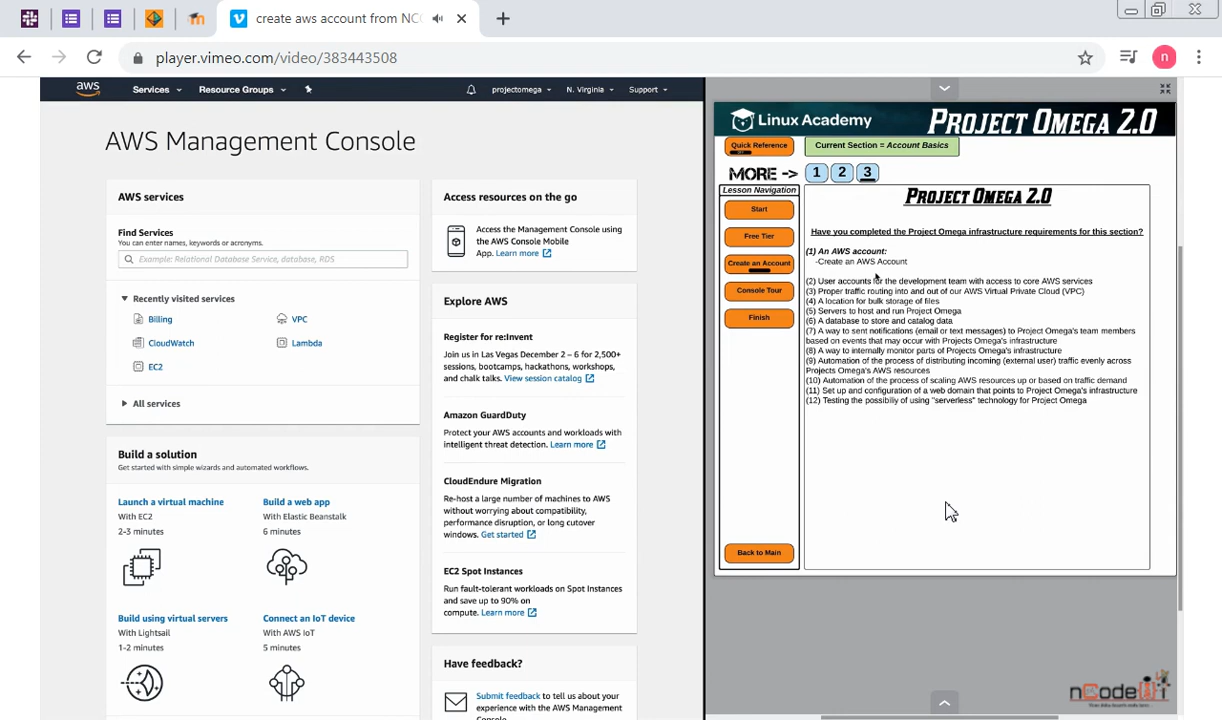 create aws account from NCO
player.vimeo.com/video/383443508
n
aws
Services
Resource Groups
projectomega
N. Virginia
Support
AWS Management Console
AWS services
Find Services
You can enter names, keywords or acronyms.
Example: Relational Database Service, database, RDS
Recently visited services
Billing
VPC
CloudWatch
Lambda
EC2
All services
Build a solution
Get started with simple wizards and automated workflows.
Launch a virtual machine
With EC2
2-3 minutes
Build a web app
With Elastic Beanstalk
6 minutes
Build using virtual servers
With Lightsail
1-2 minutes
Connect an IoT device
With AWS IoT
5 minutes
Access resources on the go
Access the Management Console using
the AWS Console Mobile
App. Learn more
Explore AWS
Register for re:Invent
Join us in Las Vegas December 2 – 6 for 2,500+
sessions, bootcamps, hackathons, workshops,
and chalk talks. View session catalog
Amazon GuardDuty
Protect your AWS accounts and workloads with
intelligent threat detection. Learn more
CloudEndure Migration
Re-host a large number of machines to AWS
without worrying about compatibility,
performance disruption, or long cutover
windows. Get started
EC2 Spot Instances
Run fault-tolerant workloads on Spot Instances
and save up to 90% on
compute. Learn more
Have feedback?
Submit feedback to tell us about your
experience with the AWS Management
Console.
Linux Academy
PROJECT OMEGA 2.0
Quick Reference
Current Section = Account Basics
MORE -> 1 2 3
Lesson Navigation
Start
Free Tier
Create an Account
Console Tour
Finish
Back to Main
PROJECT OMEGA 2.0
Have you completed the Project Omega infrastructure requirements for this section?
(1) An AWS account:
-Create an AWS Account
(2) User accounts for the development team with access to core AWS services
(3) Proper traffic routing into and out of our AWS Virtual Private Cloud (VPC)
(4) A location for bulk storage of files
(5) Servers to host and run Project Omega
(6) A database to store and catalog data
(7) A way to sent notifications (email or text messages) to Project Omega's team members
based on events that may occur with Projects Omega's infrastructure
(8) A way to internally monitor parts of Projects Omega's infrastructure
(9) Automation of the process of distributing incoming (external user) traffic evenly across
Projects Omega's AWS resources
(10) Automation of the process of scaling AWS resources up or based on traffic demand
(11) Set up and configuration of a web domain that points to Project Omega's infrastructure
(12) Testing the possibiliy of using "serverless" technology for Project Omega